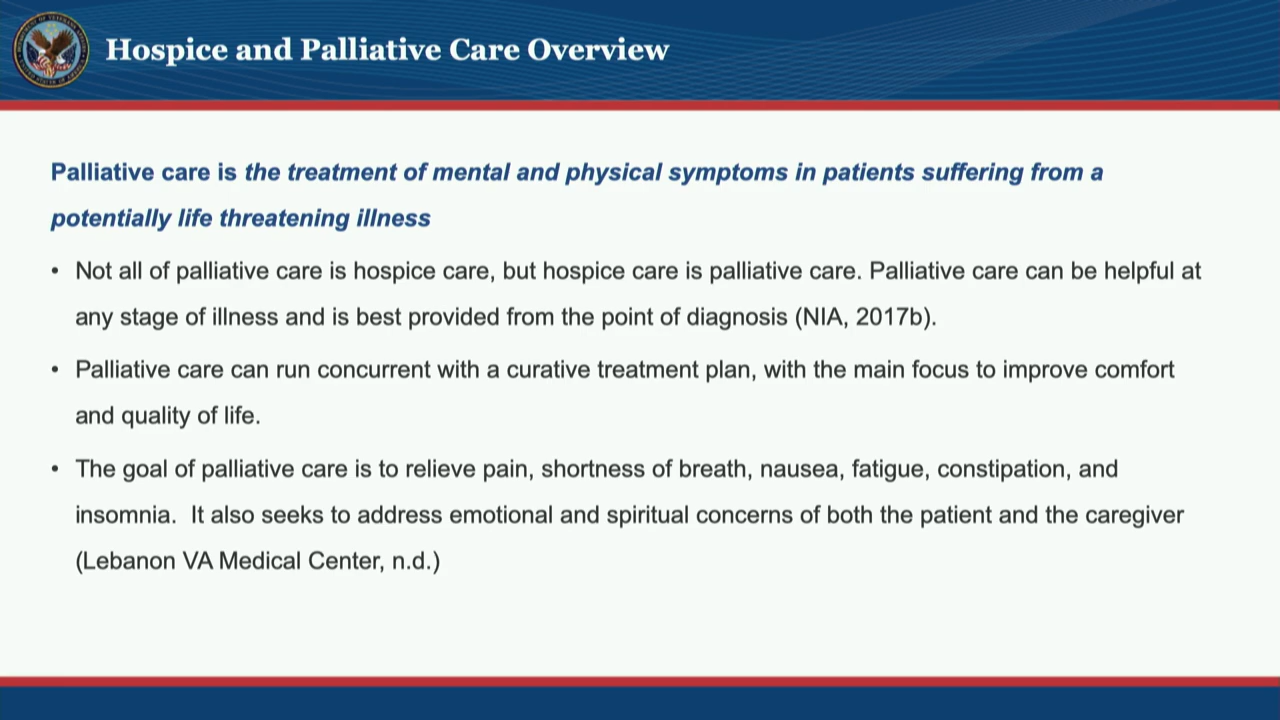 Hospice and Palliative Care Overview
Palliative care is the treatment of mental and physical symptoms in patients suffering from a
potentially life threatening illness
• Not all of palliative care is hospice care, but hospice care is palliative care. Palliative care can be helpful at
any stage of illness and is best provided from the point of diagnosis (NIA, 2017b).
• Palliative care can run concurrent with a curative treatment plan, with the main focus to improve comfort
and quality of life.
• The goal of palliative care is to relieve pain, shortness of breath, nausea, fatigue, constipation, and
insomnia.  It also seeks to address emotional and spiritual concerns of both the patient and the caregiver
(Lebanon VA Medical Center, n.d.)